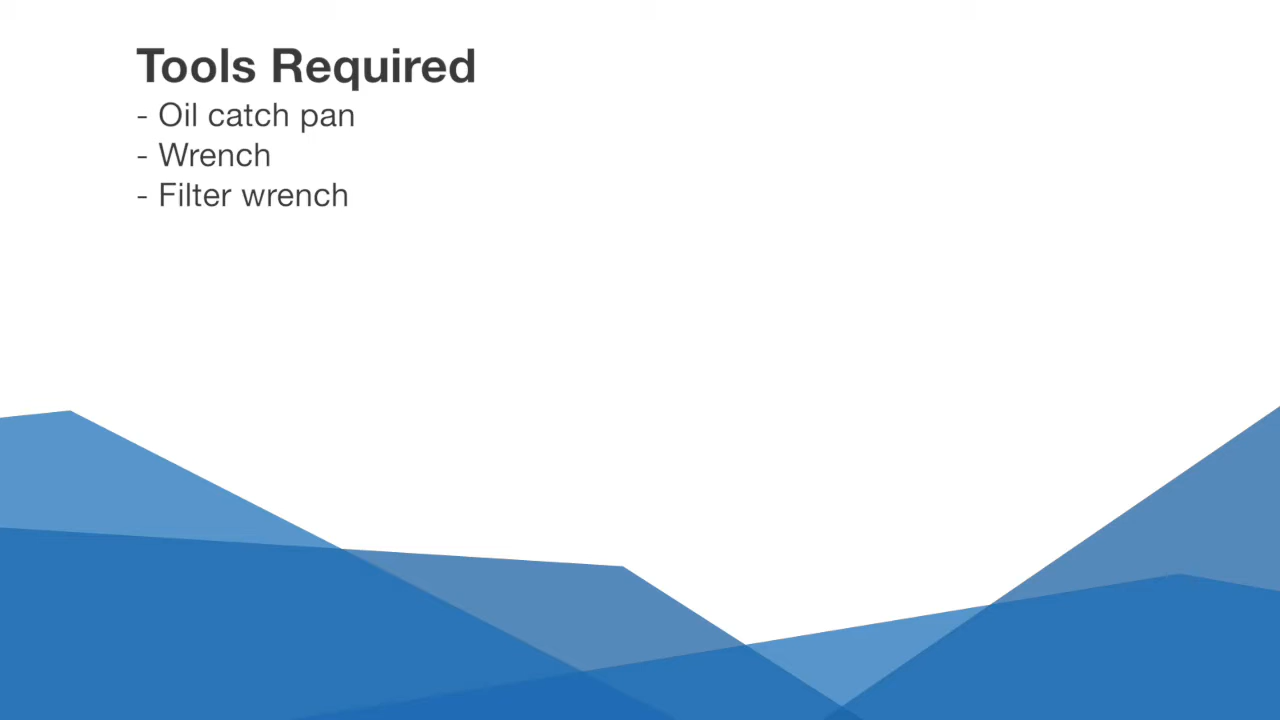 Tools Required
- Oil catch pan
- Wrench
- Filter wrench